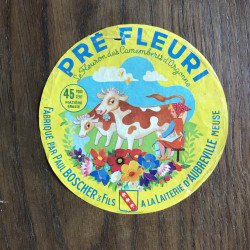 PRÉ FLEURI
Le Fleuron des Camemberts d'Argonne
45
FABRIQUÉ PAR PAUL BOSCHER & FILS
A LA LAITERIE D'AUBRÉVILLE MEUSE